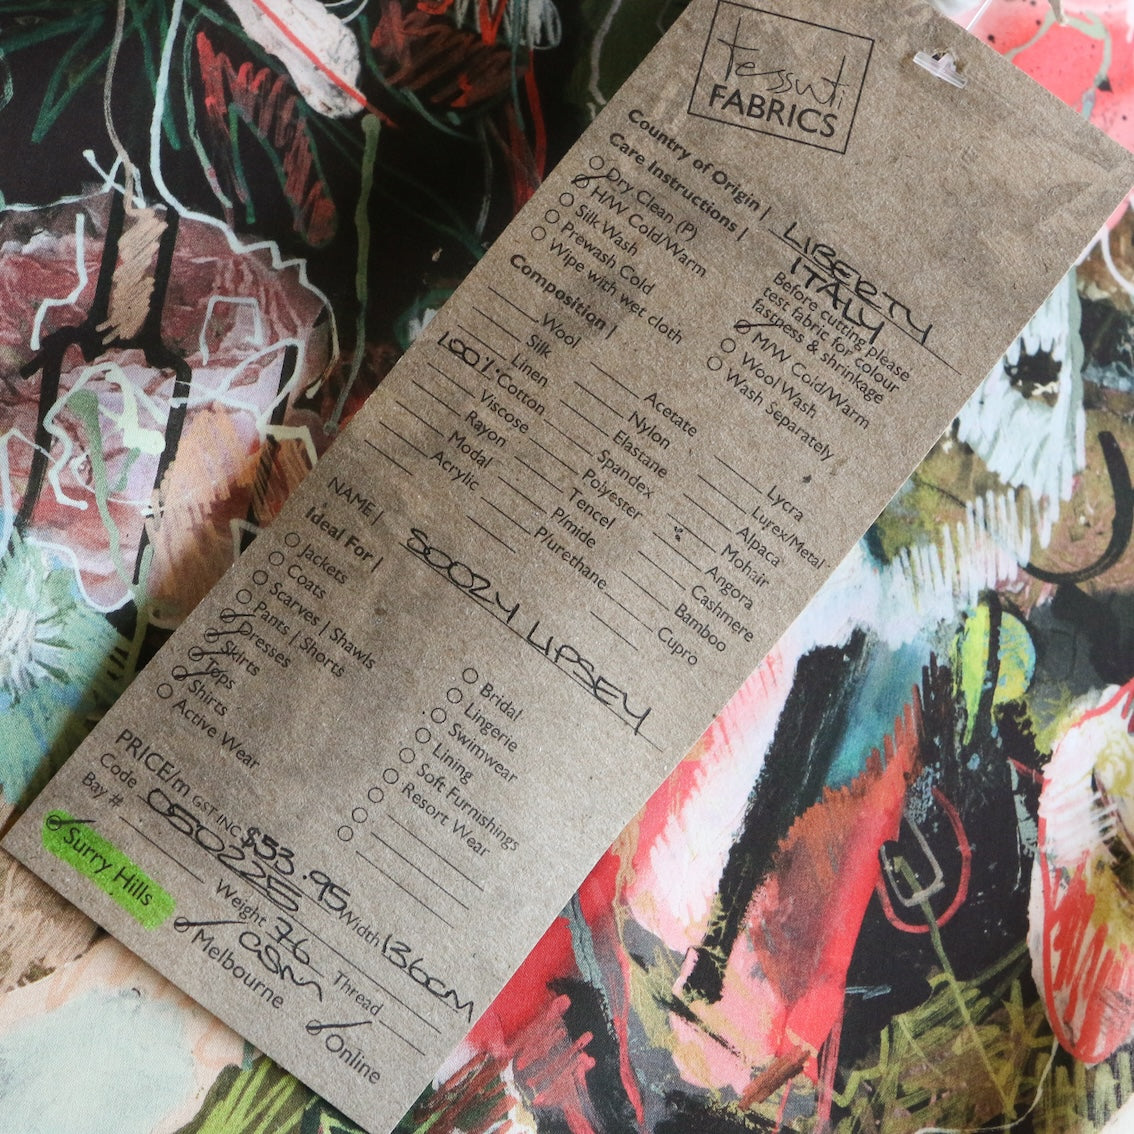 tessuti
FABRICS
Country of Origin | LIBERTY
ITALY
Care Instructions |
Dry Clean (P)
H/W Cold/Warm
Silk Wash
Prewash Cold
Wipe with wet cloth
Before cutting please
test fabric for colour
fastness & shrinkage
M/W Cold/Warm
Wool Wash
Wash Separately
Composition |
Wool
Silk
Linen
100% Cotton
Viscose
Rayon
Modal
Acrylic
Acetate
Nylon
Elastane
Spandex
Polyester
Tencel
P/mide
P/urethane
Lycra
Lurex/Metal
Alpaca
Mohair
Angora
Cashmere
Bamboo
Cupro
NAME | SOOZY LIPSEY
Ideal For |
Jackets
Coats
Scarves | Shawls
Pants | Shorts
Dresses
Skirts
Tops
Shirts
Active Wear
Bridal
Lingerie
Swimwear
Lining
Soft Furnishings
Resort Wear
PRICE/m GST INC. $53.95 Width 136cm
Code 050225 Weight 76 GSM Thread
Bay #
Surry Hills
Melbourne
Online